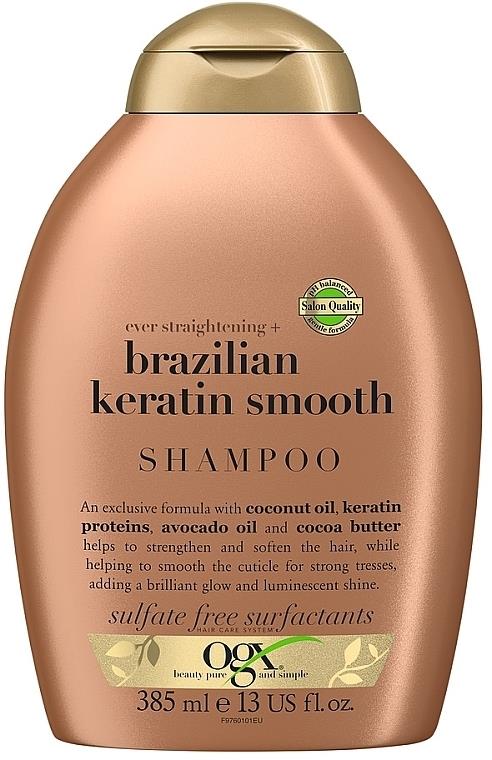 pH balanced
Salon Quality
gentle formula
ever straightening +
brazilian
keratin smooth
SHAMPOO
An exclusive formula with coconut oil, keratin
proteins, avocado oil and cocoa butter
helps to strengthen and soften the hair, while
helping to smooth the cuticle for strong tresses,
adding a brilliant glow and luminescent shine.
sulfate free surfactants
HAIR CARE SYSTEM
ogx®
beauty pure and simple
385 ml e 13 US fl.oz.
F9760101EU